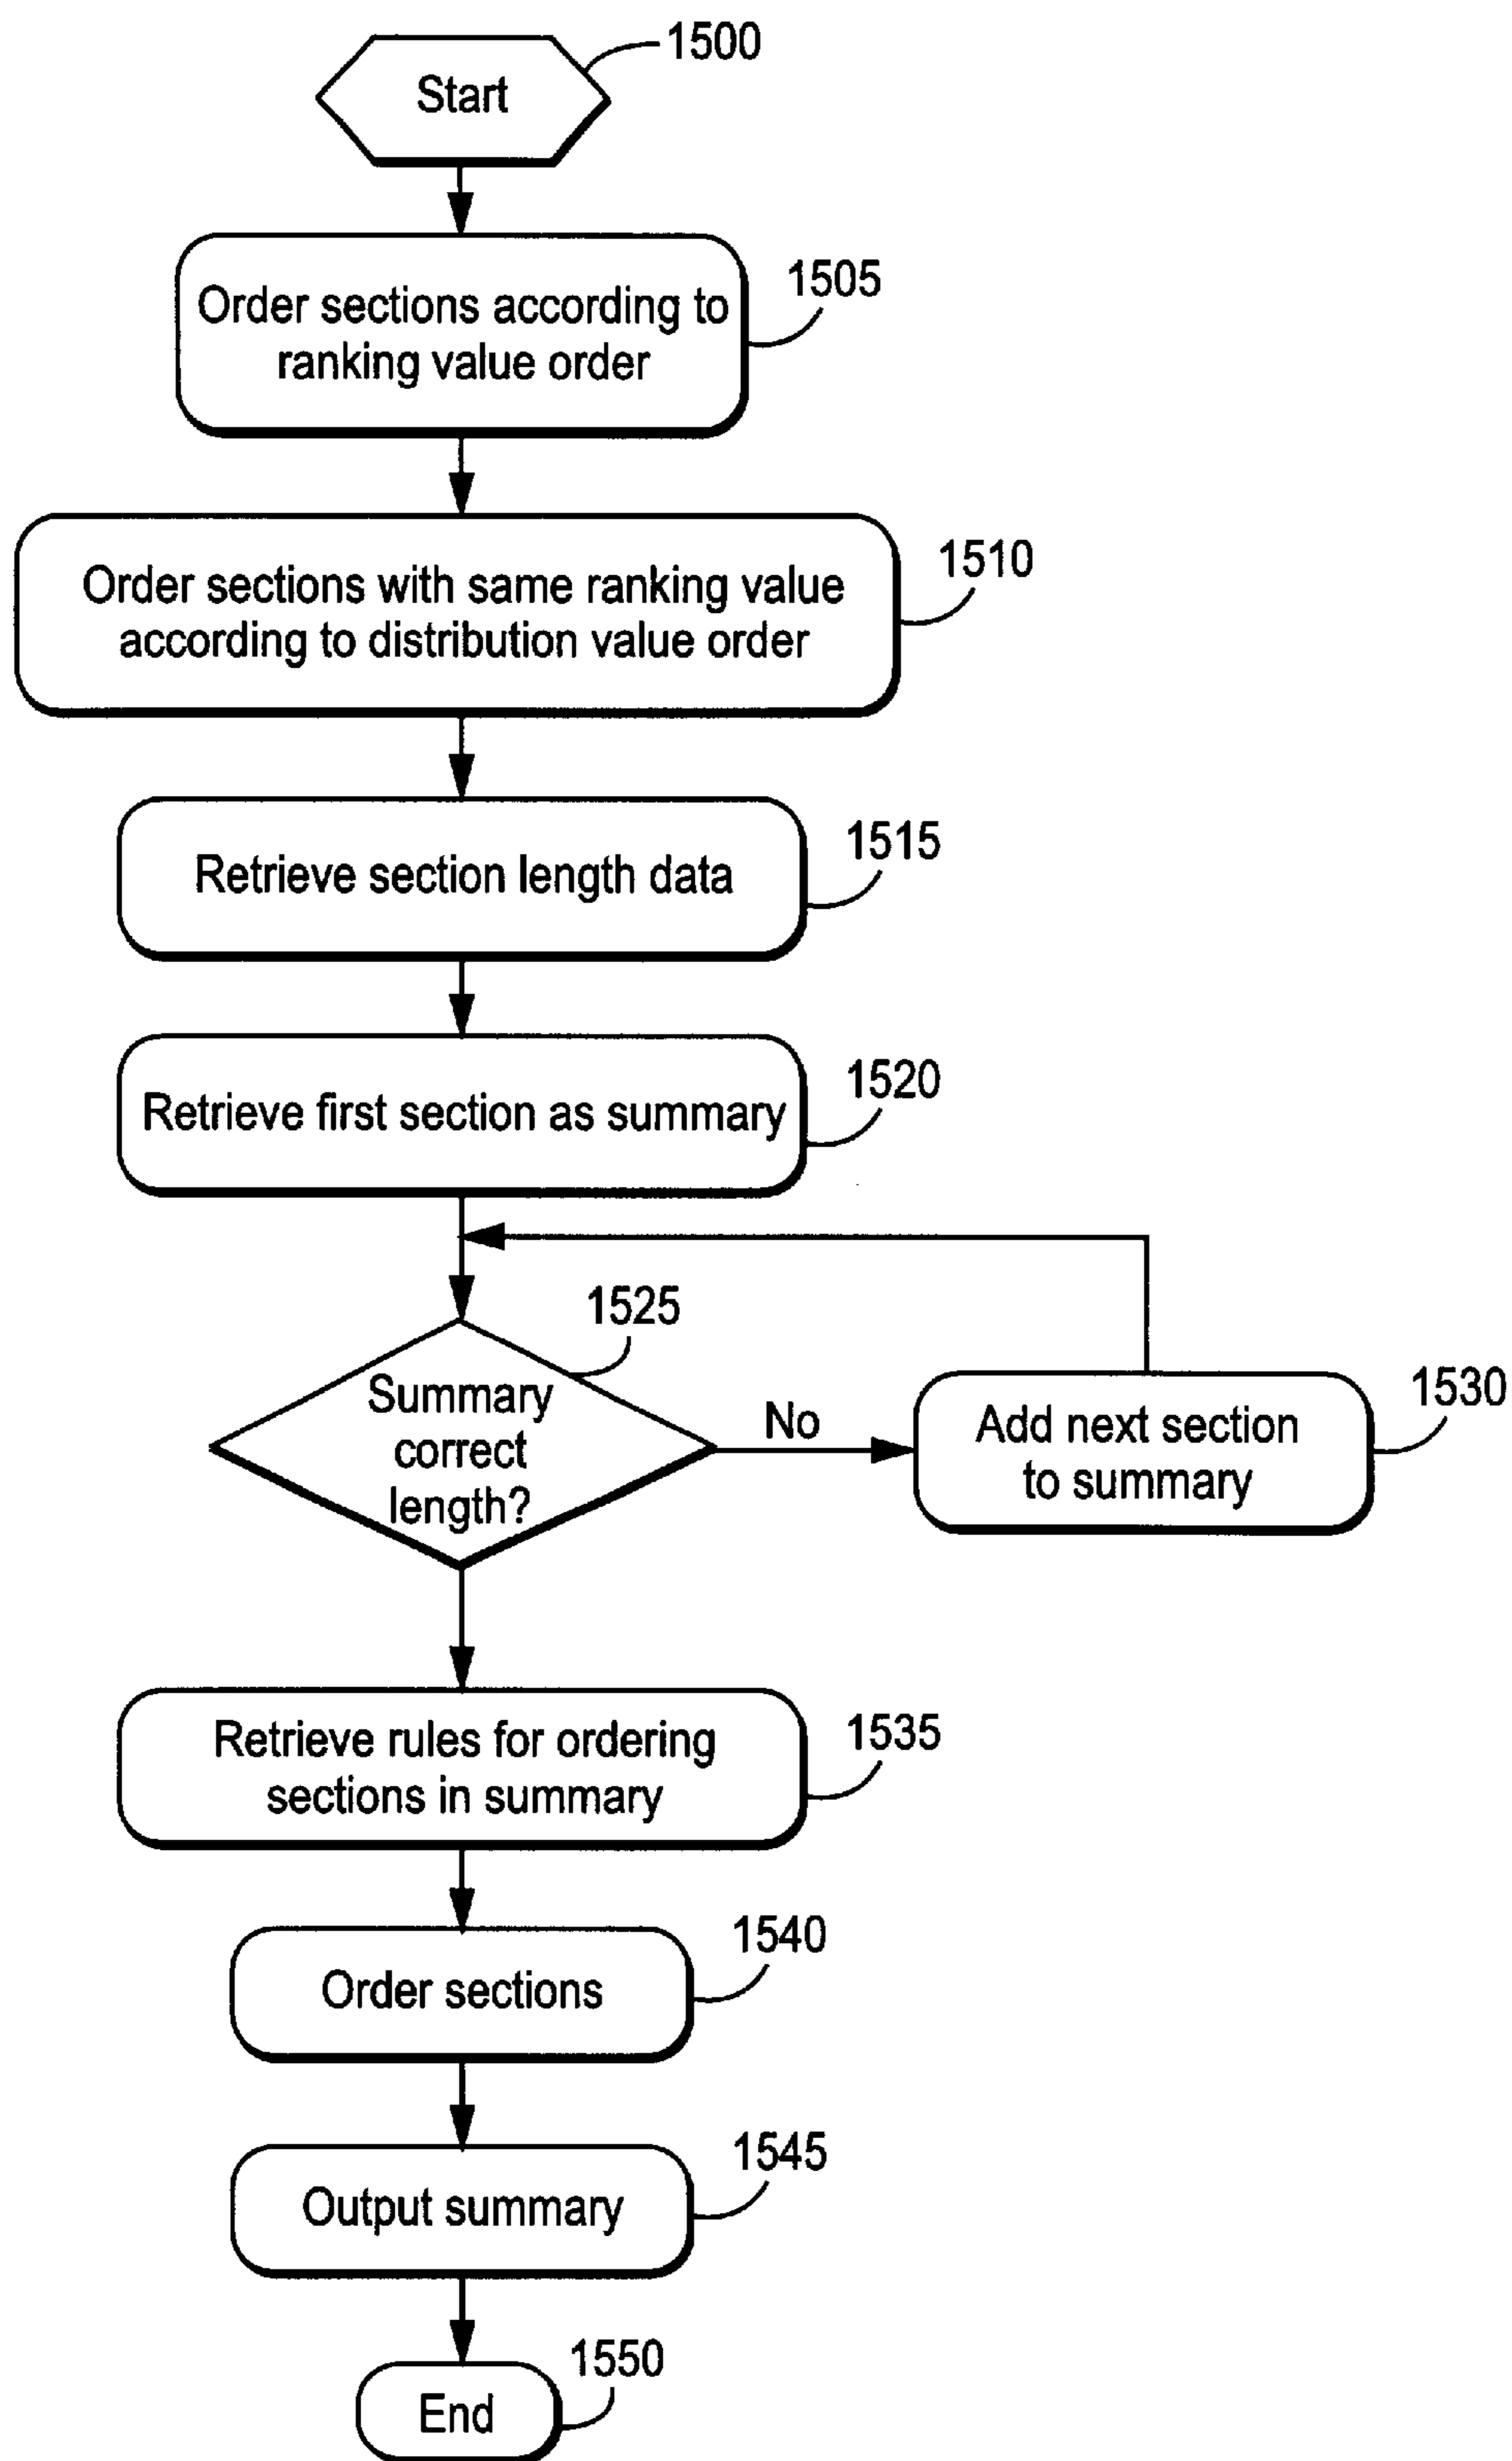 1500
Start
1505
Order sections according to
ranking value order
1510
Order sections with same ranking value
according to distribution value order
1515
Retrieve section length data
1520
Retrieve first section as summary
1525
Summary
correct
length?
No
1530
Add next section
to summary
1535
Retrieve rules for ordering
sections in summary
1540
Order sections
1545
Output summary
1550
End